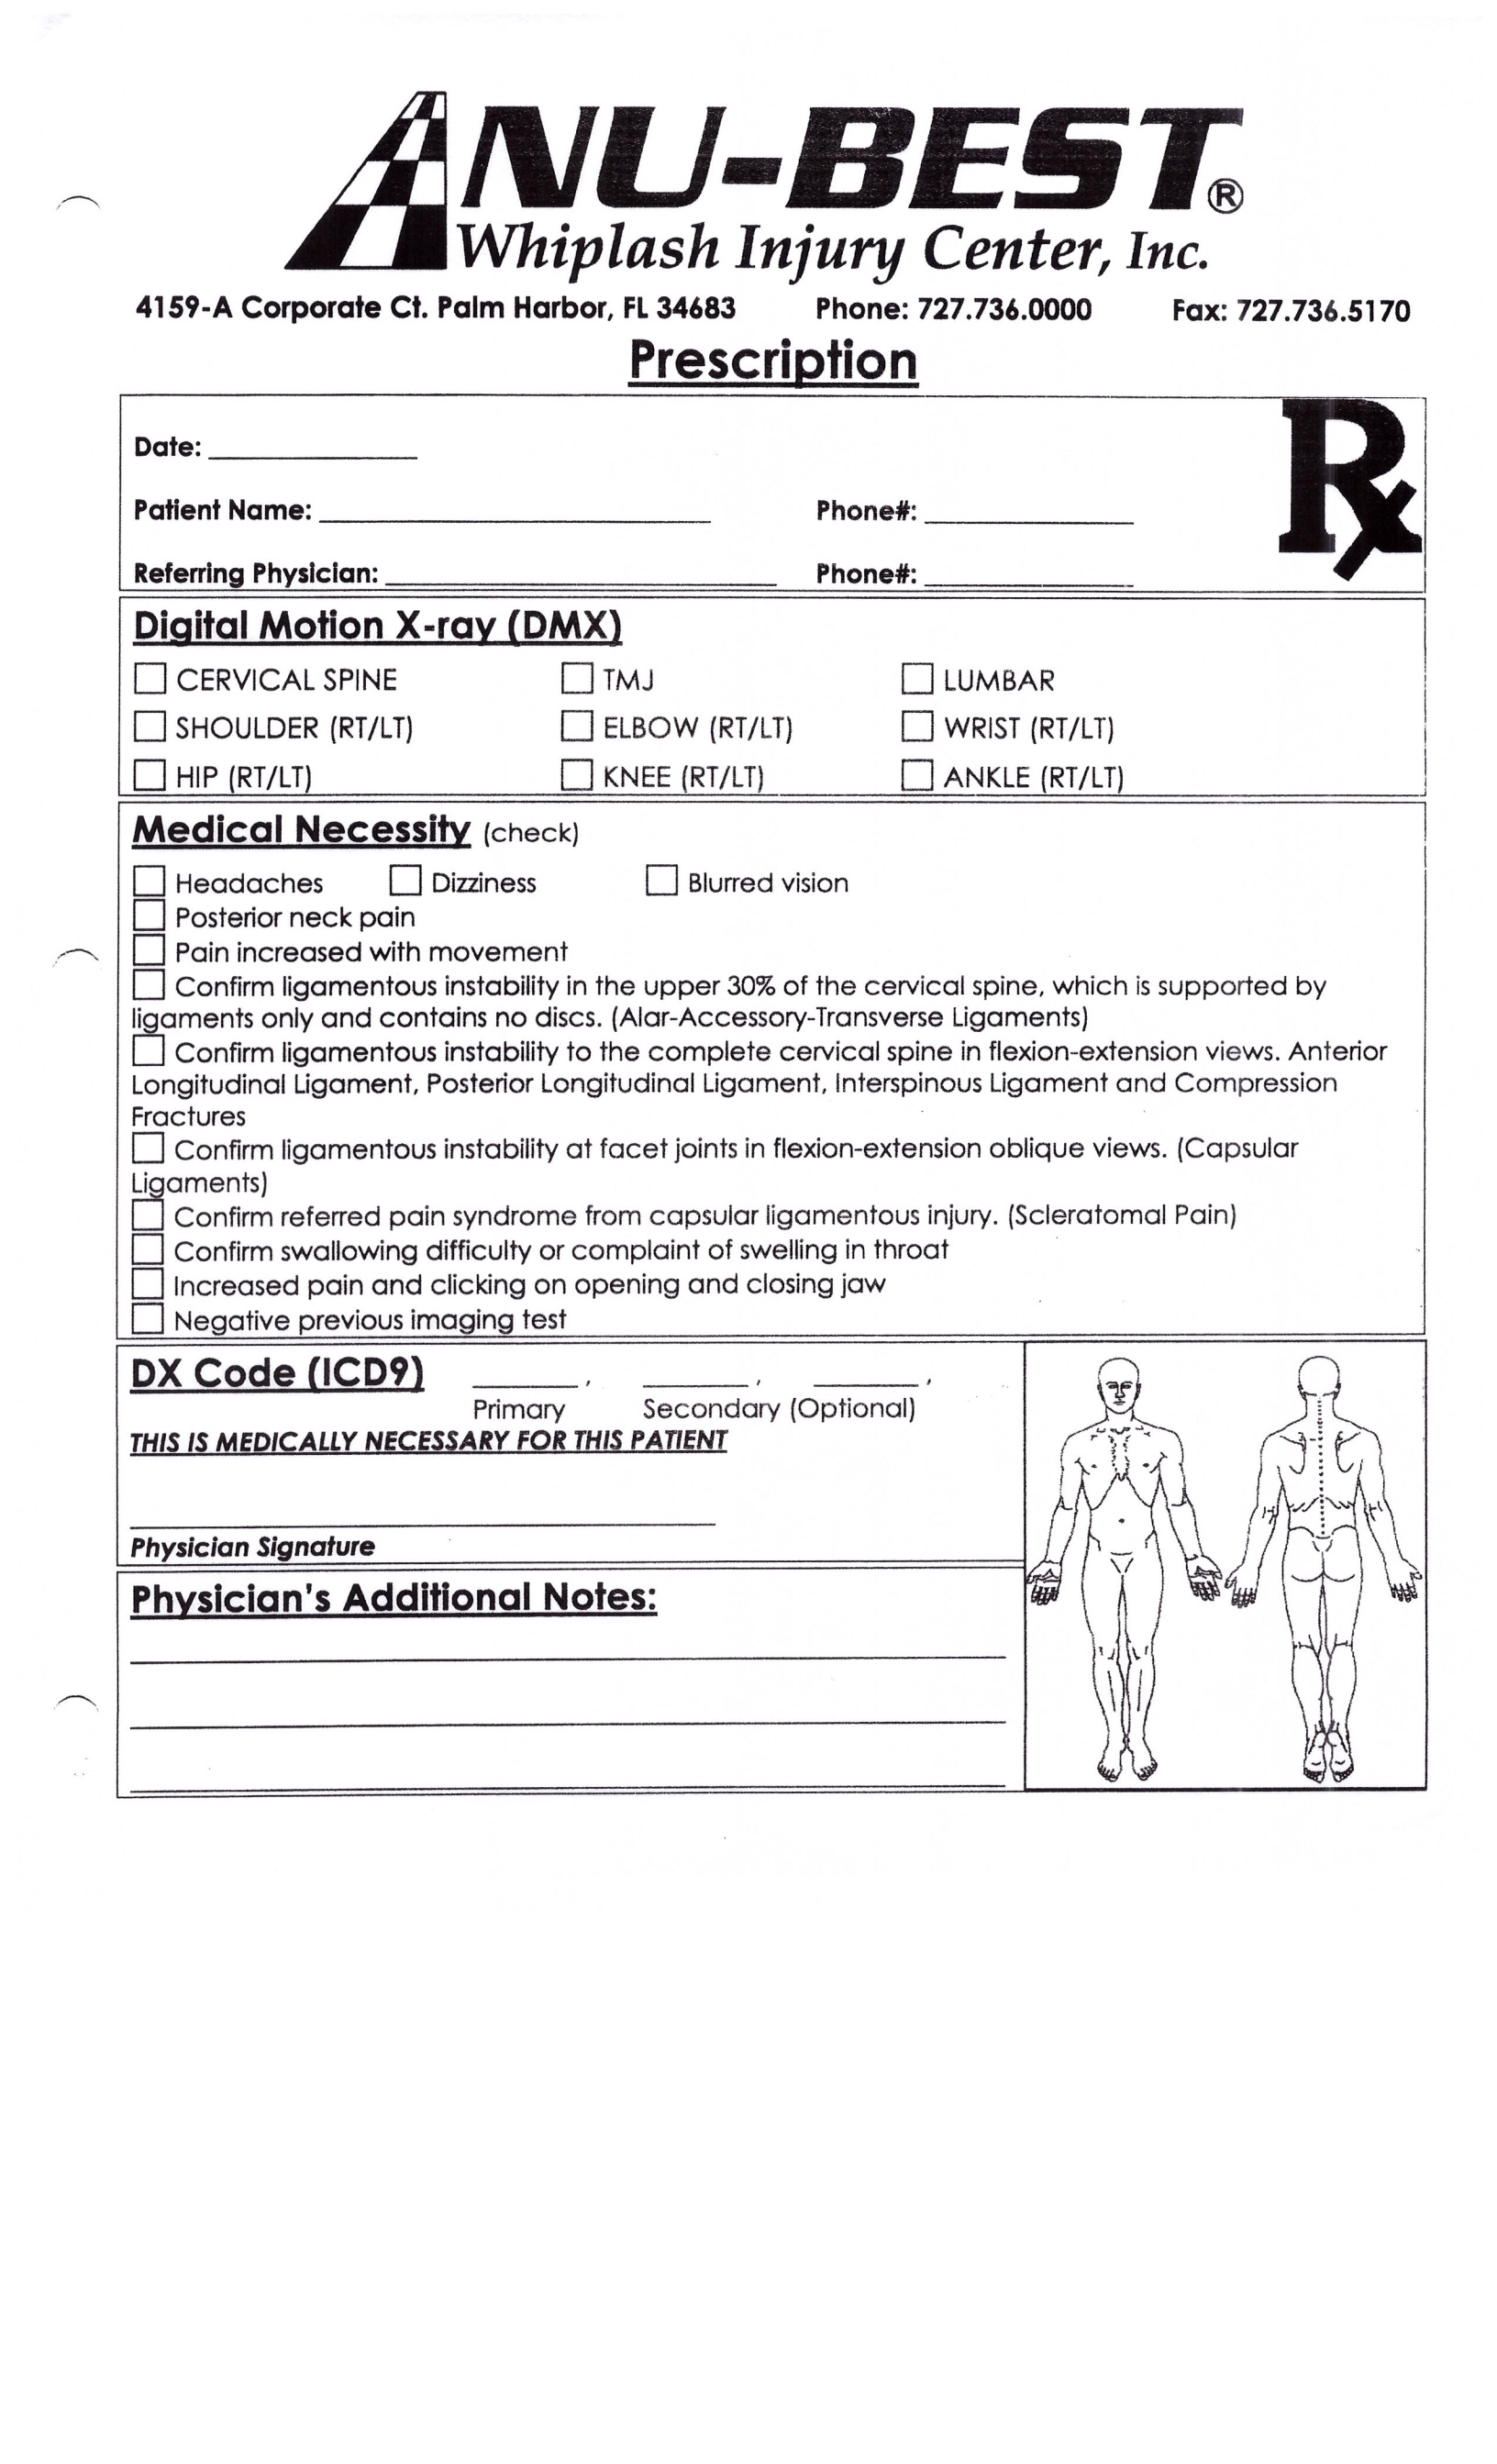 NU-BEST®
Whiplash Injury Center, Inc.
4159-A Corporate Ct. Palm Harbor, FL 34683 Phone: 727.736.0000 Fax: 727.736.5170
Prescription
Rx
Date: ____________
Patient Name: ____________ Phone#: ____________
Referring Physician: ____________ Phone#: ____________
Digital Motion X-ray (DMX)
☐ CERVICAL SPINE ☐ TMJ ☐ LUMBAR
☐ SHOULDER (RT/LT) ☐ ELBOW (RT/LT) ☐ WRIST (RT/LT)
☐ HIP (RT/LT) ☐ KNEE (RT/LT) ☐ ANKLE (RT/LT)
Medical Necessity (check)
☐ Headaches ☐ Dizziness ☐ Blurred vision
☐ Posterior neck pain
☐ Pain increased with movement
☐ Confirm ligamentous instability in the upper 30% of the cervical spine, which is supported by
ligaments only and contains no discs. (Alar-Accessory-Transverse Ligaments)
☐ Confirm ligamentous instability to the complete cervical spine in flexion-extension views. Anterior
Longitudinal Ligament, Posterior Longitudinal Ligament, Interspinous Ligament and Compression
Fractures
☐ Confirm ligamentous instability at facet joints in flexion-extension oblique views. (Capsular
Ligaments)
☐ Confirm referred pain syndrome from capsular ligamentous injury. (Scleratomal Pain)
☐ Confirm swallowing difficulty or complaint of swelling in throat
☐ Increased pain and clicking on opening and closing jaw
☐ Negative previous imaging test
DX Code (ICD9) ______, ______, ______,
Primary Secondary (Optional)
THIS IS MEDICALLY NECESSARY FOR THIS PATIENT
Physician Signature
Physician's Additional Notes: